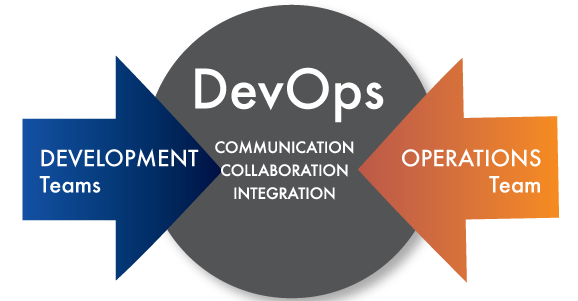 DevOps
COMMUNICATION
COLLABORATION
INTEGRATION
DEVELOPMENT
Teams
OPERATIONS
Team